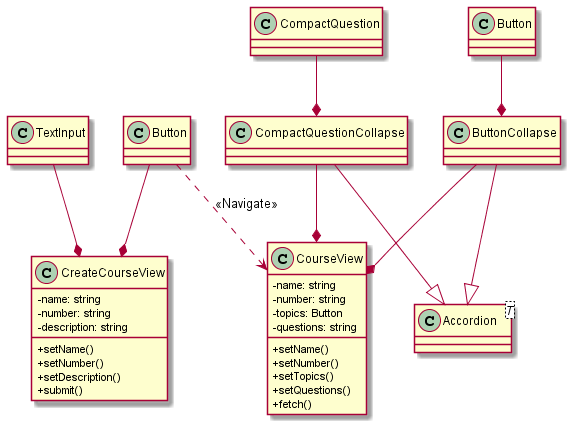 C CompactQuestion
C Button
C TextInput
C Button
C CompactQuestionCollapse
C ButtonCollapse
«Navigate»
C CreateCourseView
-name: string
-number: string
-description: string
+setName()
+setNumber()
+setDescription()
+submit()
C CourseView
-name: string
-number: string
-topics: Button
-questions: string
+setName()
+setNumber()
+setTopics()
+setQuestions()
+fetch()
C Accordion
T